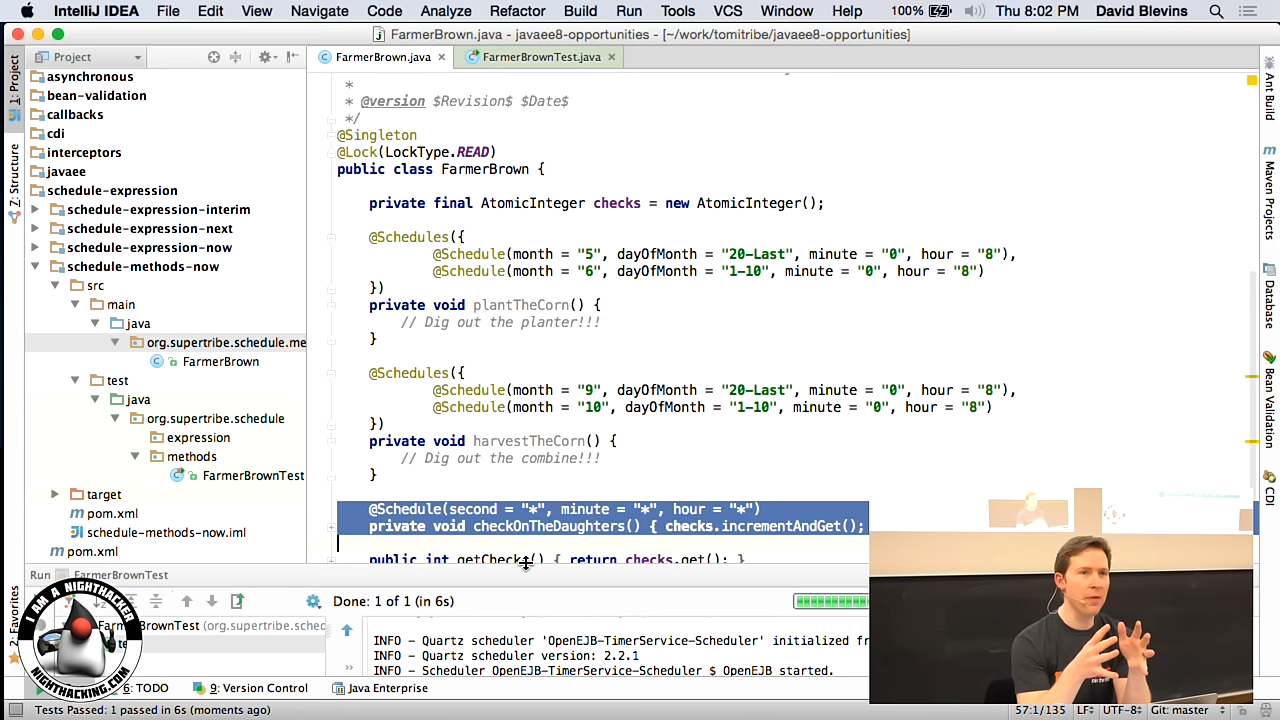 IntelliJ IDEA File Edit View Navigate Code Analyze Refactor Build Run Tools VCS Window Help 100% Thu 8:02 PM David Blevins
FarmerBrown.java - javaee8-opportunities - [~/work/tomitribe/javaee8-opportunities]
Project
FarmerBrown.java
FarmerBrownTest.java
1: Project
Z: Structure
2: Favorites
asynchronous
bean-validation
callbacks
cdi
interceptors
javaee
schedule-expression
schedule-expression-interim
schedule-expression-next
schedule-expression-now
schedule-methods-now
src
main
java
org.supertribe.schedule.me
FarmerBrown
test
java
org.supertribe.schedule
expression
methods
FarmerBrownTest
target
pom.xml
schedule-methods-now.iml
pom.xml
*
* @version $Revision$ $Date$
*/
@Singleton
@Lock(LockType.READ)
public class FarmerBrown {
private final AtomicInteger checks = new AtomicInteger();
@Schedules({
@Schedule(month = "5", dayOfMonth = "20-Last", minute = "0", hour = "8"),
@Schedule(month = "6", dayOfMonth = "1-10", minute = "0", hour = "8")
})
private void plantTheCorn() {
// Dig out the planter!!!
}
@Schedules({
@Schedule(month = "9", dayOfMonth = "20-Last", minute = "0", hour = "8"),
@Schedule(month = "10", dayOfMonth = "1-10", minute = "0", hour = "8")
})
private void harvestTheCorn() {
// Dig out the combine!!!
}
@Schedule(second = "*", minute = "*", hour = "*")
private void checkOnTheDaughters() { checks.incrementAndGet();
public int getChecks() { return checks.get(); }
Ant Build
Maven Projects
Database
Bean Validation
CDI
Run FarmerBrownTest
Done: 1 of 1 (in 6s)
FarmerBrownTest (org.supertribe.sched
INFO - Quartz scheduler 'OpenEJB-TimerService-Scheduler' initialized fr
INFO - Quartz scheduler version: 2.2.1
INFO - Scheduler OpenEJB-TimerService-Scheduler_$_OpenEJB started.
I AM A NIGHTHACKER
NIGHTHACKING.COM
6: TODO
9: Version Control
Java Enterprise
Tests Passed: 1 passed in 6s (moments ago)
57:1/135 LF UTF-8 Git: master